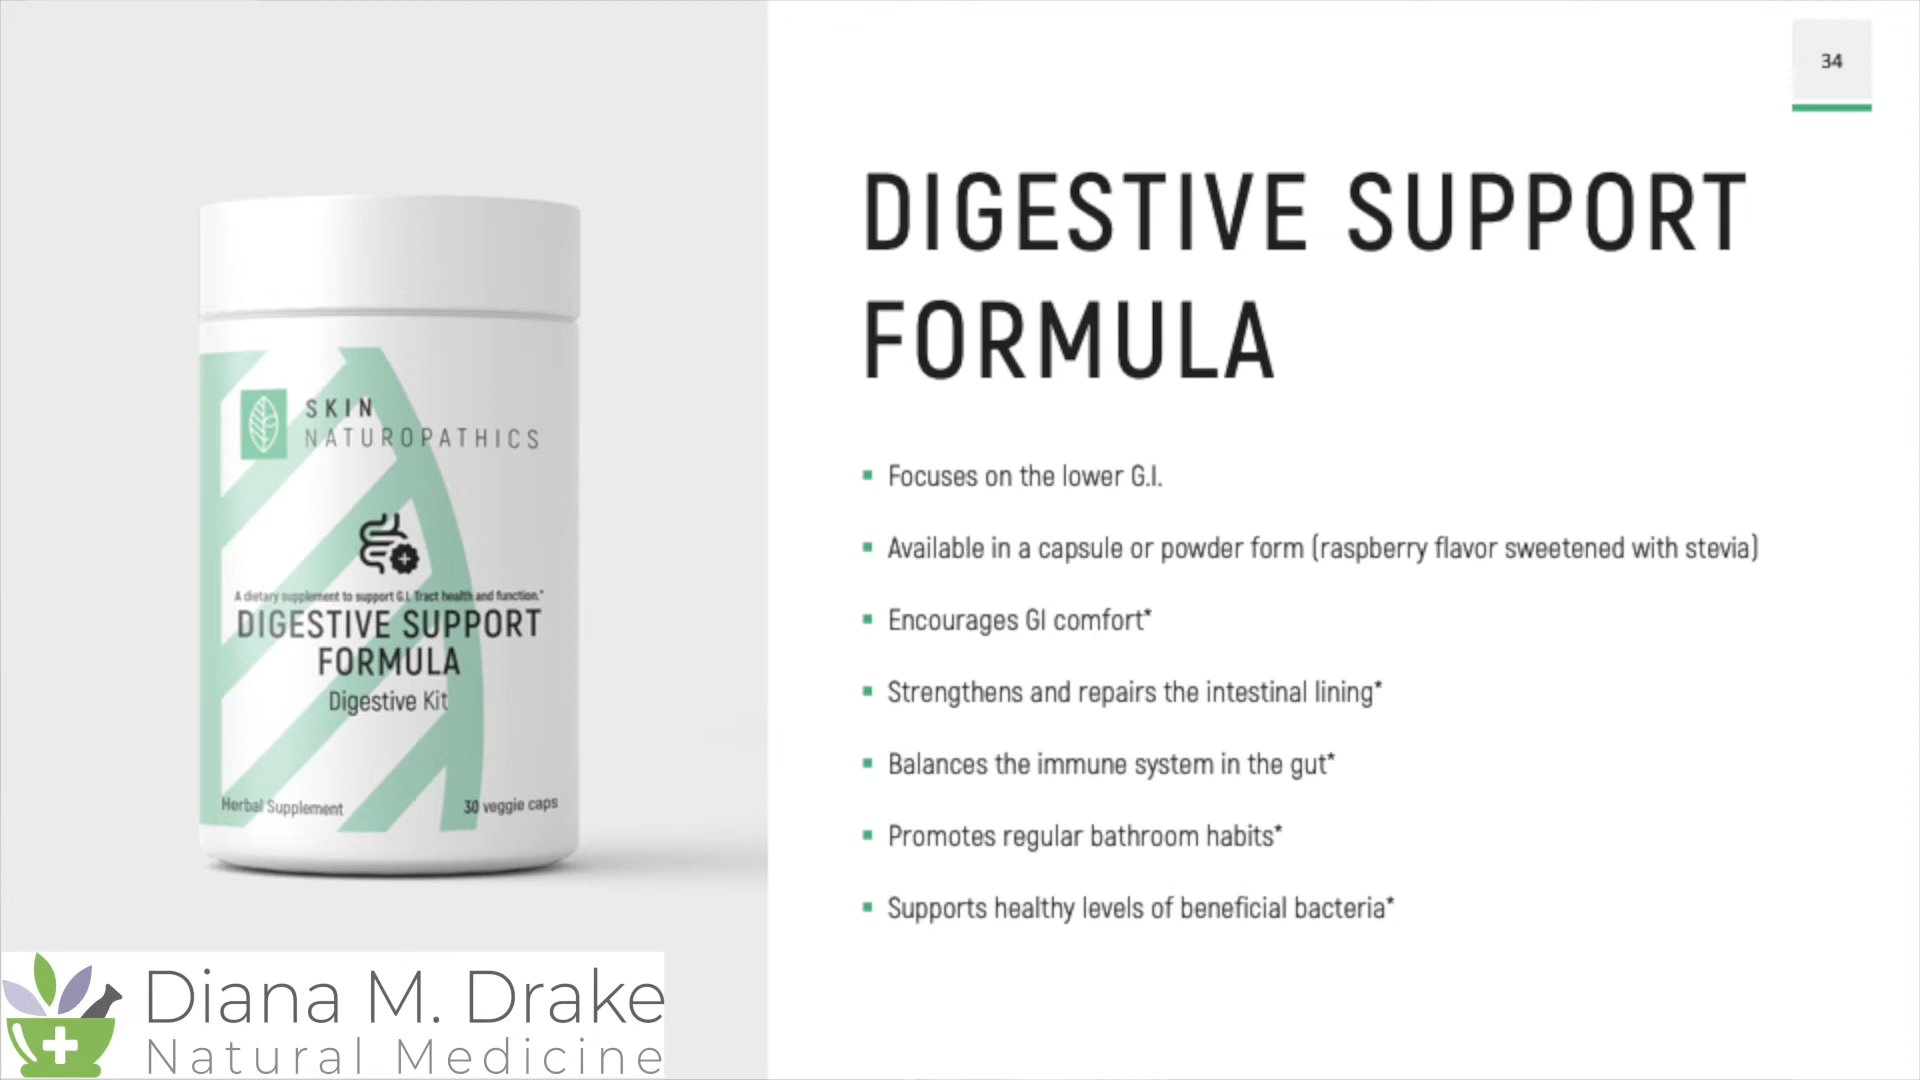 34
DIGESTIVE SUPPORT
FORMULA
Focuses on the lower G.I.
Available in a capsule or powder form (raspberry flavor sweetened with stevia)
Encourages GI comfort*
Strengthens and repairs the intestinal lining*
Balances the immune system in the gut*
Promotes regular bathroom habits*
Supports healthy levels of beneficial bacteria*
SKIN
NATUROPATHICS
A dietary supplement to support G.I. Tract health and function.*
DIGESTIVE SUPPORT
FORMULA
Digestive Kit
Herbal Supplement 30 veggie caps
Diana M. Drake
Natural Medicine